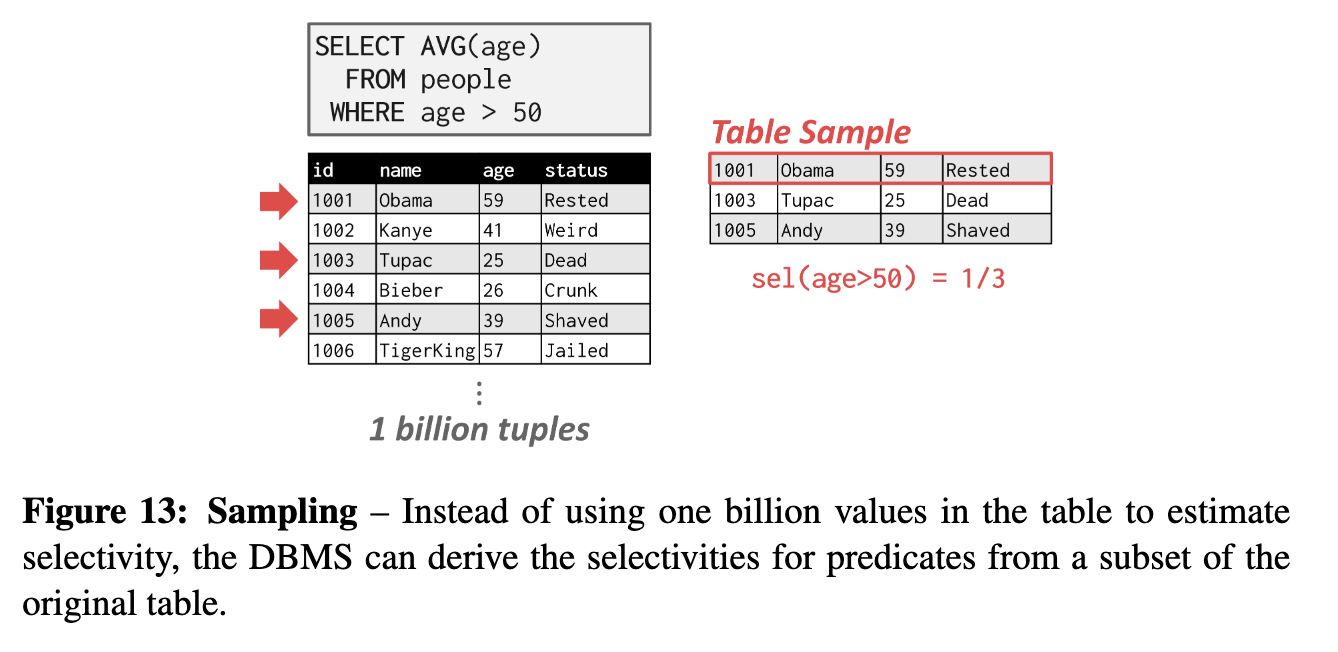 SELECT AVG(age)
FROM people
WHERE age > 50
id name age status
1001 Obama 59 Rested
1002 Kanye 41 Weird
1003 Tupac 25 Dead
1004 Bieber 26 Crunk
1005 Andy 39 Shaved
1006 TigerKing 57 Jailed
⋮
1 billion tuples
Table Sample
1001 Obama 59 Rested
1003 Tupac 25 Dead
1005 Andy 39 Shaved
sel(age>50) = 1/3
Figure 13: Sampling – Instead of using one billion values in the table to estimate
selectivity, the DBMS can derive the selectivities for predicates from a subset of the
original table.